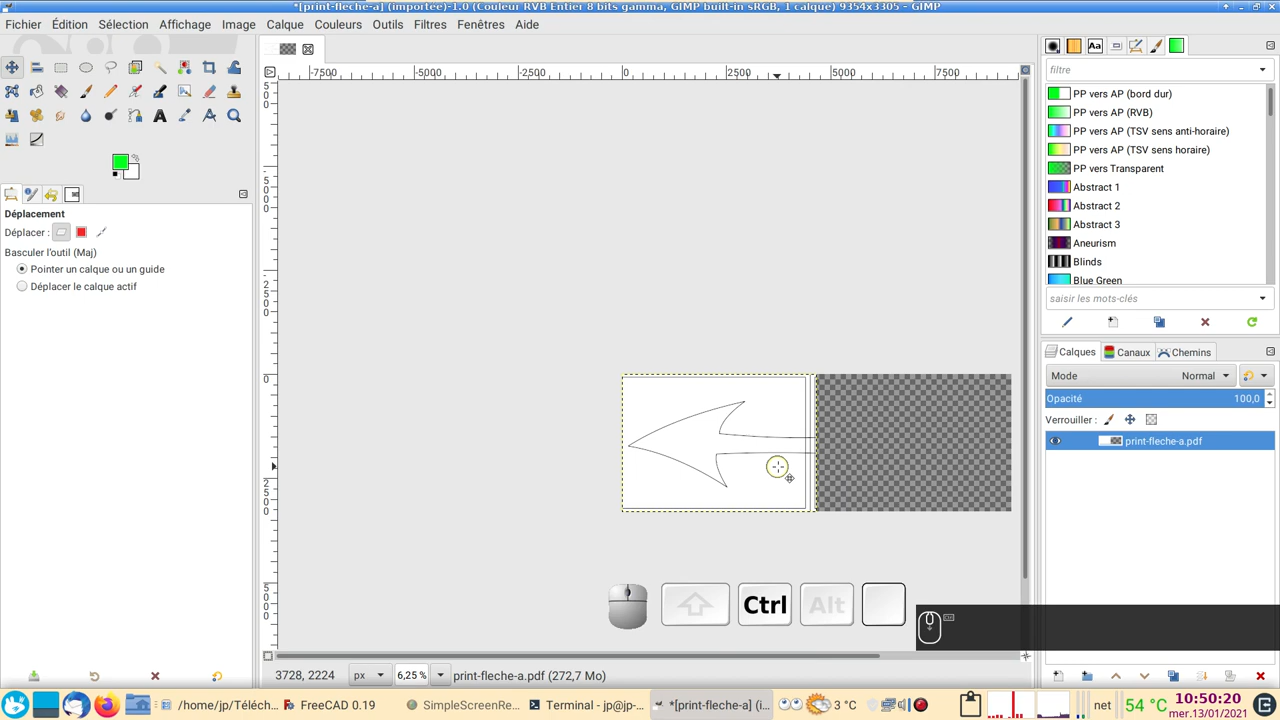 *[print-fleche-a] (importee)-1.0 (Couleur RVB Entier 8 bits gamma, GIMP built-in sRGB, 1 calque) 9354x3305 – GIMP
Fichier Édition Sélection Affichage Image Calque Couleurs Outils Filtres Fenêtres Aide
-7500 -5000 -2500 0 2500 5000 7500
filtre
PP vers AP (bord dur)
PP vers AP (RVB)
PP vers AP (TSV sens anti-horaire)
PP vers AP (TSV sens horaire)
PP vers Transparent
Abstract 1
Abstract 2
Abstract 3
Aneurism
Blinds
Blue Green
saisir les mots-clés
Déplacement
Déplacer :
Basculer l'outil (Maj)
Pointer un calque ou un guide
Déplacer le calque actif
Calques Canaux Chemins
Mode Normal
Opacité 100,0
Verrouiller :
print-fleche-a.pdf
Ctrl Alt
3728, 2224 px 6,25 % print-fleche-a.pdf (272,7 Mo)
/home/jp/Téléch... FreeCAD 0.19 SimpleScreenRe... Terminal - jp@jp-... *[print-fleche-a] (i... 3 °C net 54 °C 10:50:20
mer.13/01/2021